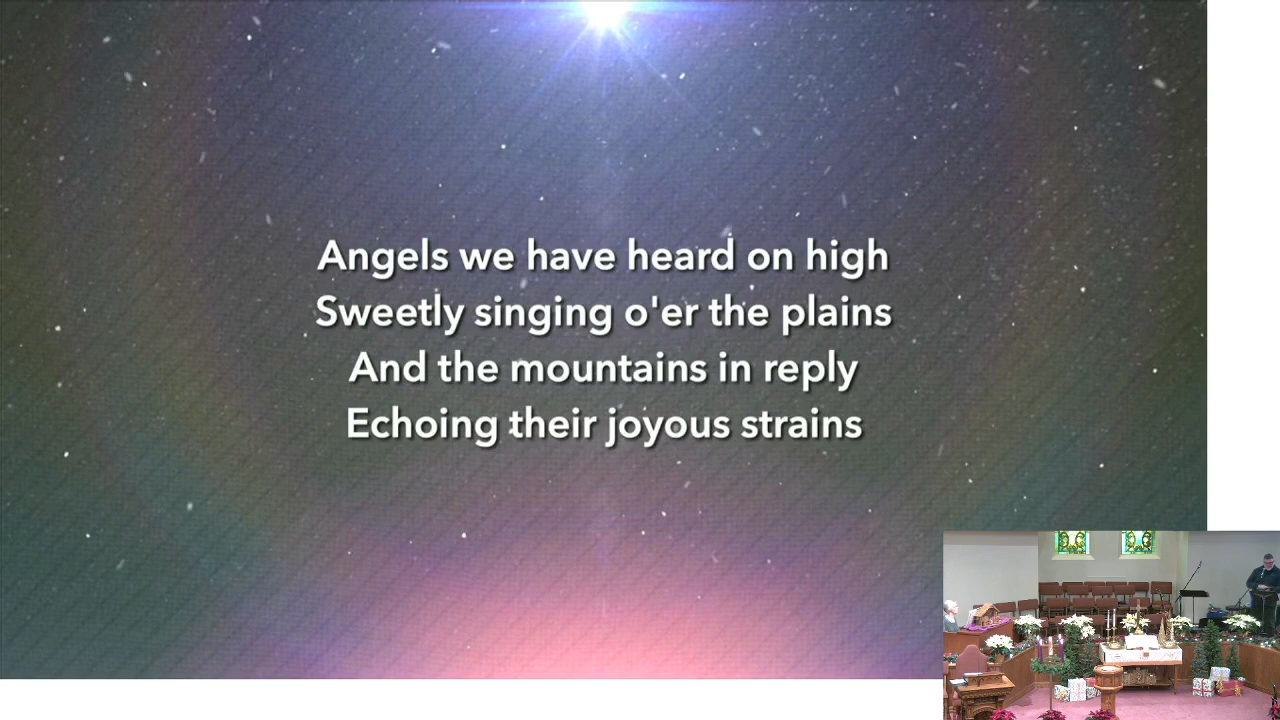 Angels we have heard on high
Sweetly singing o'er the plains
And the mountains in reply
Echoing their joyous strains